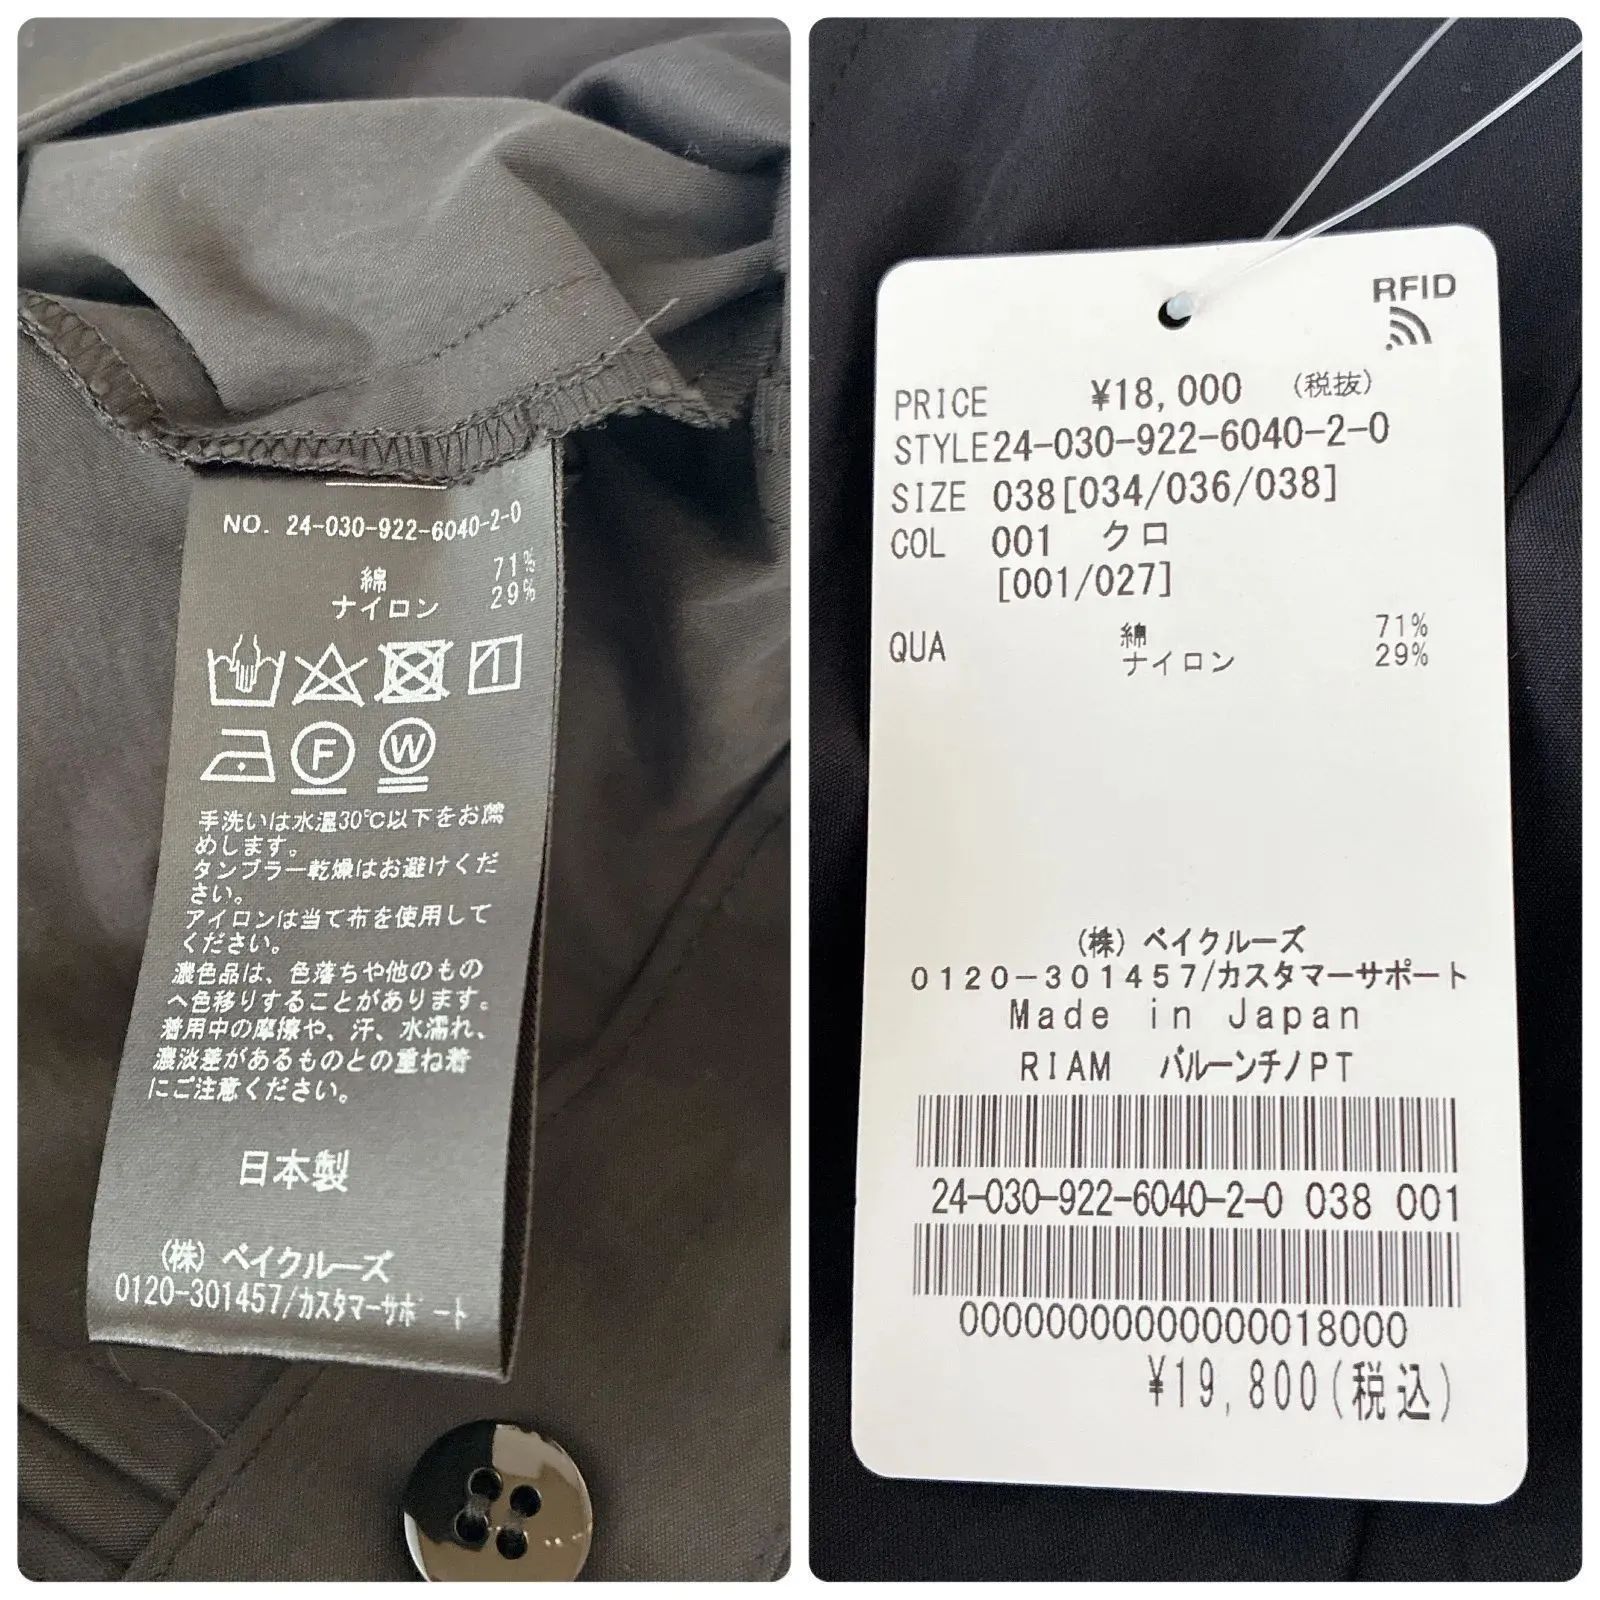 NO. 24-030-922-6040-2-0
綿 71%
ナイロン 29%
F W
手洗いは水温30℃以下をお薦
めします。
タンブラー乾燥はお避けくだ
さい。
アイロンは当て布を使用して
ください。
濃色品は、色落ちや他のもの
へ色移りすることがあります。
着用中の摩擦や、汗、水濡れ、
濃淡差があるものとの重ね着
にご注意ください。
日本製
(株) ベイクルーズ
0120-301457/カスタマーサポート
RFID
PRICE ¥18,000 (税抜)
STYLE24-030-922-6040-2-0
SIZE 038[034/036/038]
COL 001 クロ
[001/027]
QUA 綿 71%
ナイロン 29%
(株) ベイクルーズ
0120-301457/カスタマーサポート
Made in Japan
RIAM バルーンチノPT
24-030-922-6040-2-0 038 001
00000000000000018000
¥19,800(税込)